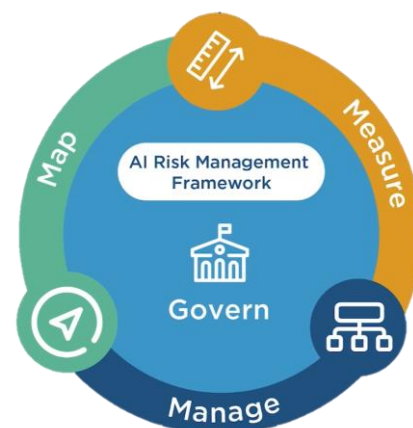 Map
Measure
AI Risk Management
Framework
Govern
Manage